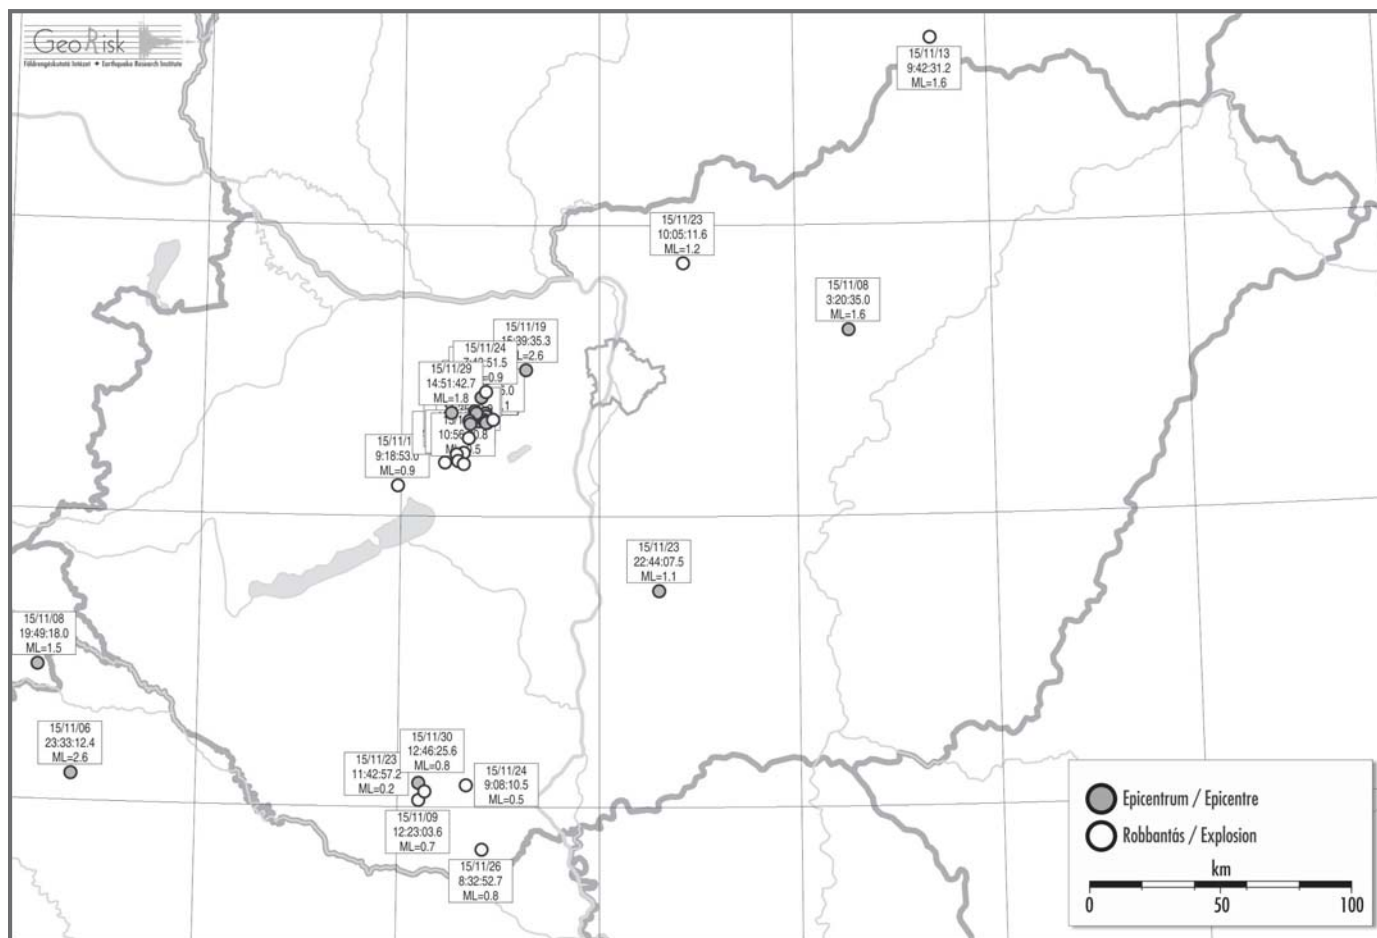 GeoRisk
Földrengéskutató Intézet • Earthquake Research Institute
15/11/13
9:42:31.2
ML=1.6
15/11/23
10:05:11.6
ML=1.2
15/11/08
3:20:35.0
ML=1.6
15/11/19
15:39:35.3
ML=2.6
15/11/24
ML=0.9
15/11/29
14:51:42.7
ML=1.8
9:18:53.0
ML=0.9
15/11/23
22:44:07.5
ML=1.1
15/11/08
19:49:18.0
ML=1.5
15/11/06
23:33:12.4
ML=2.6
15/11/30
12:46:25.6
ML=0.8
15/11/23
11:42:57.2
ML=0.2
15/11/24
9:08:10.5
ML=0.5
15/11/09
12:23:03.6
ML=0.7
15/11/26
8:32:52.7
ML=0.8
Epicentrum / Epicentre
Robbantás / Explosion
km
0 50 100